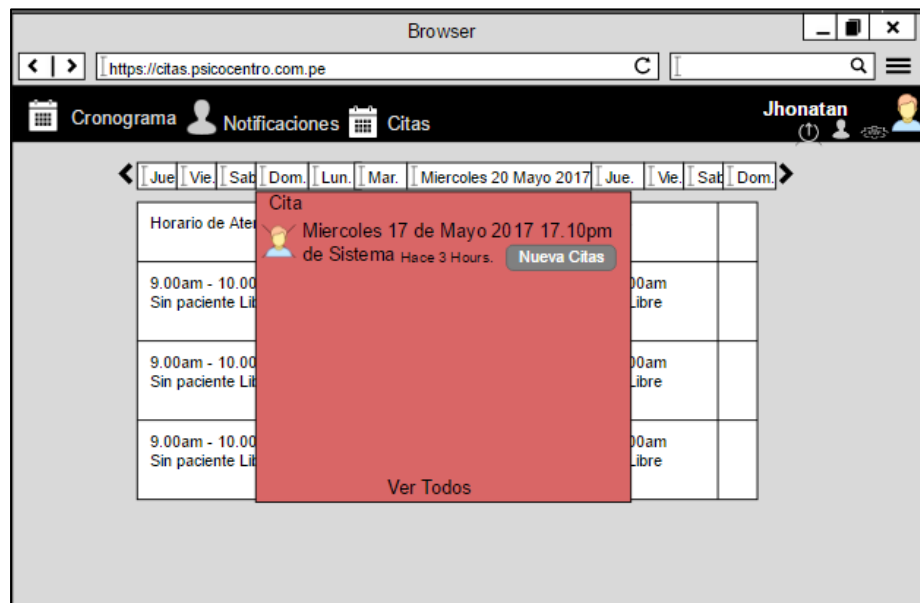 Browser
https://citas.psicocentro.com.pe
Cronograma Notificaciones Citas Jhonatan
Jue Vie. Sab Dom. Lun. Mar. Miercoles 20 Mayo 2017 Jue. Vie. Sab Dom.
Horario de Ate
Cita
Miercoles 17 de Mayo 2017 17.10pm
de Sistema Hace 3 Hours. Nueva Citas
9.00am - 10.00 00am
Sin paciente Lib Libre
9.00am - 10.00 00am
Sin paciente Lib Libre
9.00am - 10.00 00am
Sin paciente Lib Libre
Ver Todos